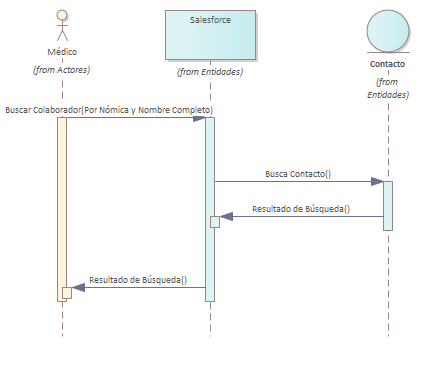 Salesforce
Médico
(from Actores)
(from Entidades)
Contacto
(from
Entidades)
Buscar Colaborador(Por Nómica y Nombre Completo)
Busca Contacto()
Resultado de Búsqueda()
Resultado de Búsqueda()